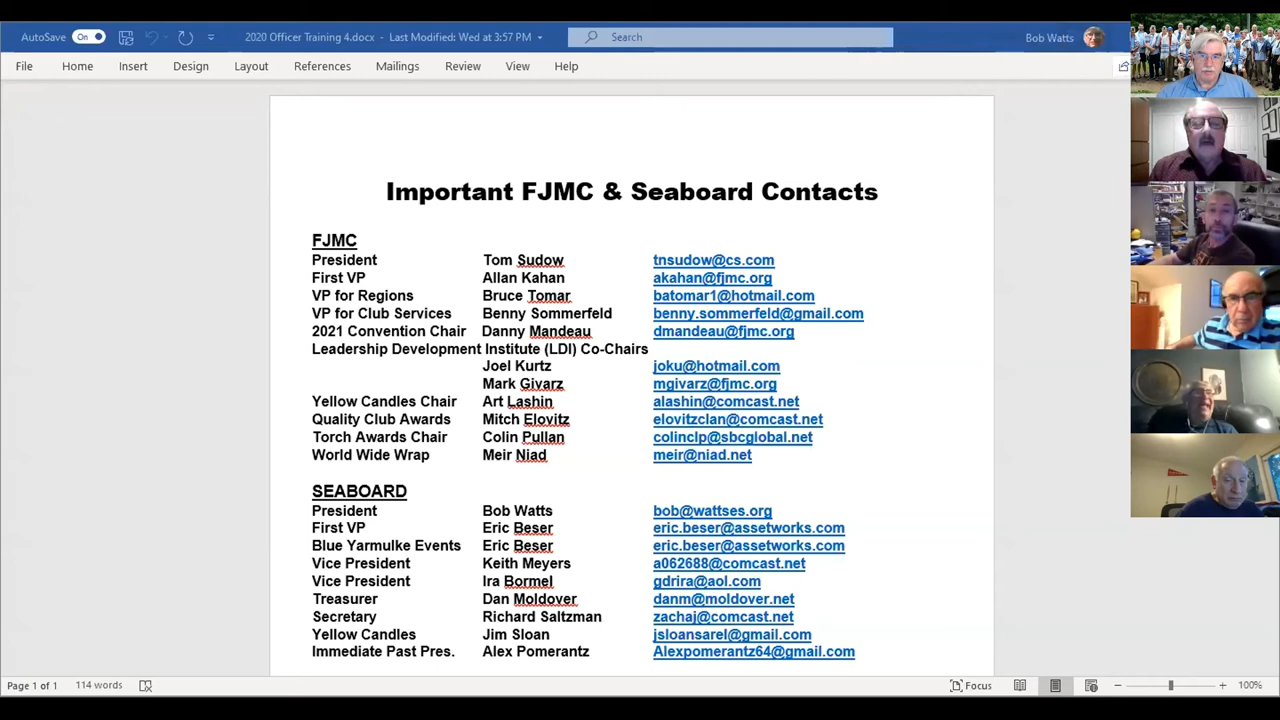 AutoSave On 2020 Officer Training 4.docx - Last Modified: Wed at 3:57 PM Search Bob Watts
File Home Insert Design Layout References Mailings Review View Help
Important FJMC & Seaboard Contacts
FJMC
President Tom Sudow tnsudow@cs.com
First VP Allan Kahan akahan@fjmc.org
VP for Regions Bruce Tomar batomar1@hotmail.com
VP for Club Services Benny Sommerfeld benny.sommerfeld@gmail.com
2021 Convention Chair Danny Mandeau dmandeau@fjmc.org
Leadership Development Institute (LDI) Co-Chairs
Joel Kurtz joku@hotmail.com
Mark Givarz mgivarz@fjmc.org
Yellow Candles Chair Art Lashin alashin@comcast.net
Quality Club Awards Mitch Elovitz elovitzclan@comcast.net
Torch Awards Chair Colin Pullan colinclp@sbcglobal.net
World Wide Wrap Meir Niad meir@niad.net
SEABOARD
President Bob Watts bob@wattses.org
First VP Eric Beser eric.beser@assetworks.com
Blue Yarmulke Events Eric Beser eric.beser@assetworks.com
Vice President Keith Meyers a062688@comcast.net
Vice President Ira Bormel gdrira@aol.com
Treasurer Dan Moldover danm@moldover.net
Secretary Richard Saltzman zachaj@comcast.net
Yellow Candles Jim Sloan jsloansarel@gmail.com
Immediate Past Pres. Alex Pomerantz Alexpomerantz64@gmail.com
Page 1 of 1 114 words Focus 100%